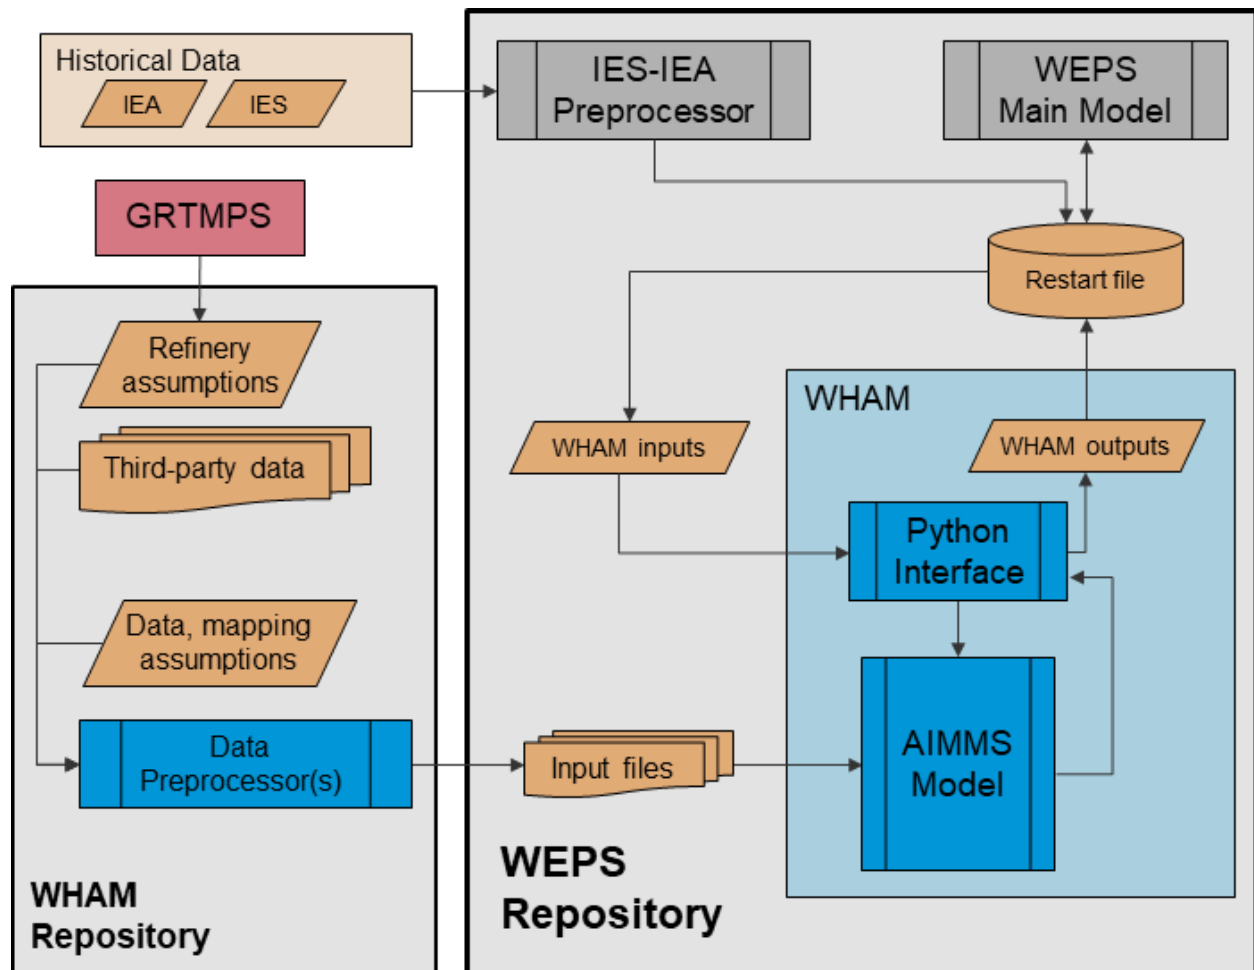 Historical Data
IEA
IES
IES-IEA
Preprocessor
WEPS
Main Model
GRTMPS
Restart file
Refinery
assumptions
WHAM
WHAM inputs
WHAM outputs
Third-party data
Python
Interface
Data, mapping
assumptions
Data
Preprocessor(s)
Input files
AIMMS
Model
WEPS
Repository
WHAM
Repository